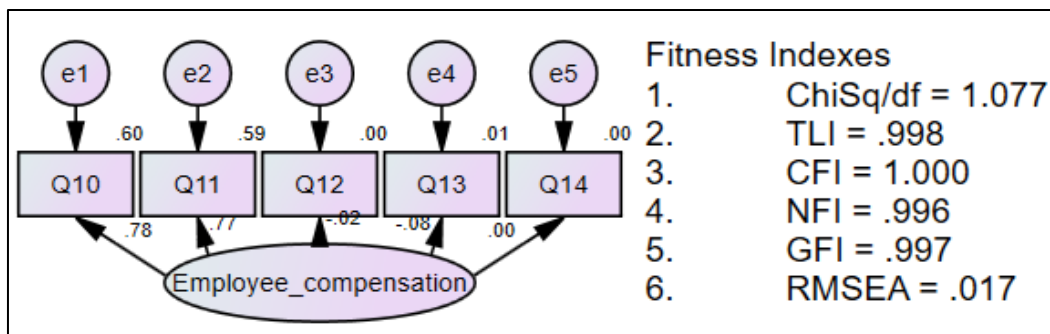 e1 e2 e3 e4 e5
.60 .59 .00 .01 .00
Q10 Q11 Q12 Q13 Q14
.78 .77 -.02 -.08 .00
Employee_compensation
Fitness Indexes
1. ChiSq/df = 1.077
2. TLI = .998
3. CFI = 1.000
4. NFI = .996
5. GFI = .997
6. RMSEA = .017